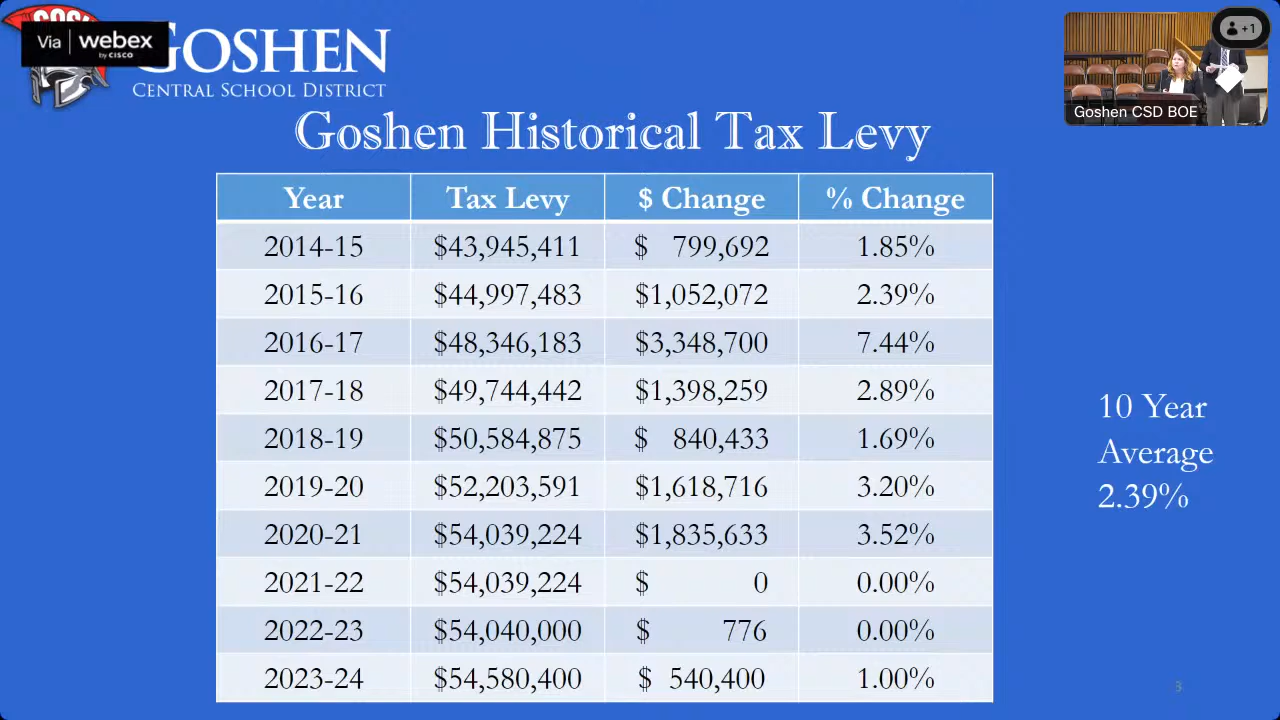 GOSHEN
CENTRAL SCHOOL DISTRICT
Via webex
by CISCO
+1
Goshen CSD BOE
Goshen Historical Tax Levy
Year Tax Levy $ Change % Change
2014-15 $43,945,411 $ 799,692 1.85%
2015-16 $44,997,483 $1,052,072 2.39%
2016-17 $48,346,183 $3,348,700 7.44%
2017-18 $49,744,442 $1,398,259 2.89%
2018-19 $50,584,875 $ 840,433 1.69%
2019-20 $52,203,591 $1,618,716 3.20%
2020-21 $54,039,224 $1,835,633 3.52%
2021-22 $54,039,224 $ 0 0.00%
2022-23 $54,040,000 $ 776 0.00%
2023-24 $54,580,400 $ 540,400 1.00%
10 Year
Average
2.39%
3